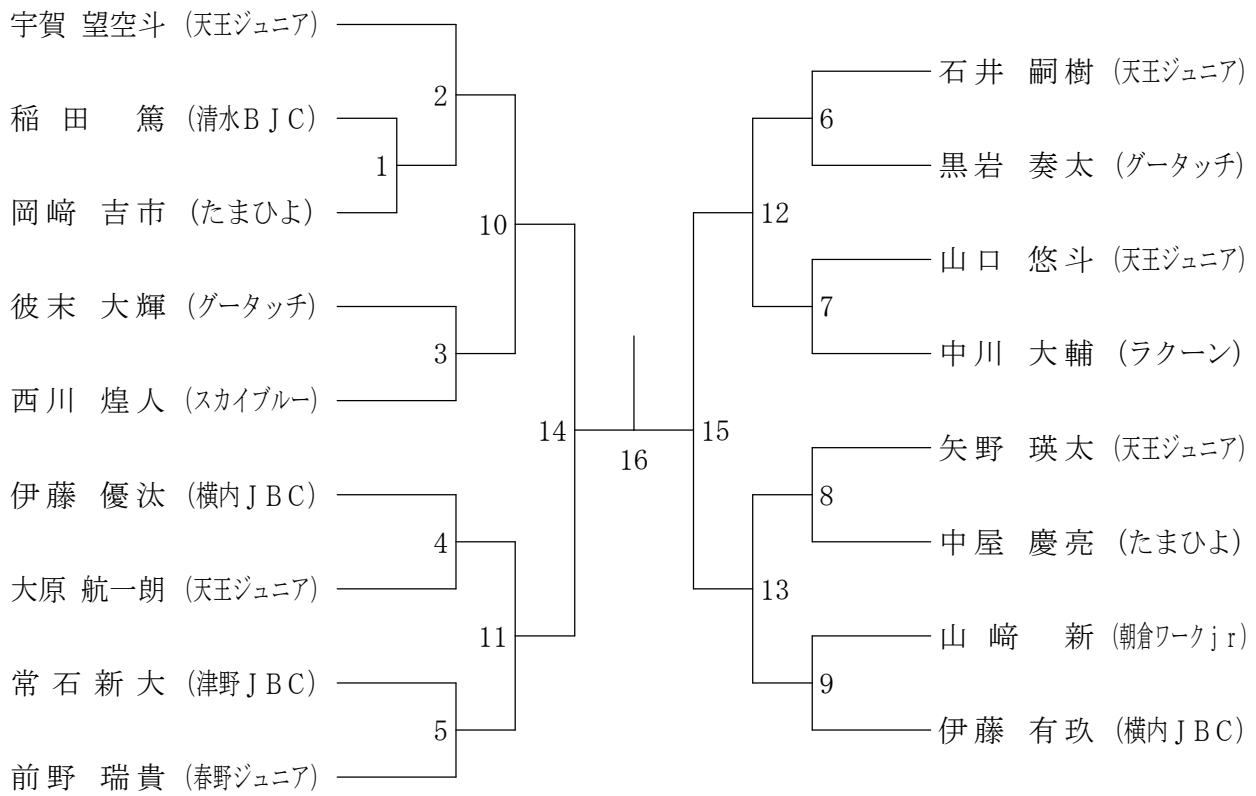 宇賀 望空斗 (天王ジュニア)
稲田 篤 (清水ＢＪＣ)
岡﨑 吉市 (たまひよ)
彼末 大輝 (グータッチ)
西川 煌人 (スカイブルー)
伊藤 優汰 (横内ＪＢＣ)
大原 航一朗 (天王ジュニア)
常石新大 (津野ＪＢＣ)
前野 瑞貴 (春野ジュニア)
1
2
3
4
5
10
11
14
16
15
12
13
6
7
8
9
石井 嗣樹 (天王ジュニア)
黒岩 奏太 (グータッチ)
山口 悠斗 (天王ジュニア)
中川 大輔 (ラクーン)
矢野 瑛太 (天王ジュニア)
中屋 慶亮 (たまひよ)
山﨑 新 (朝倉ワークｊｒ)
伊藤 有玖 (横内ＪＢＣ)